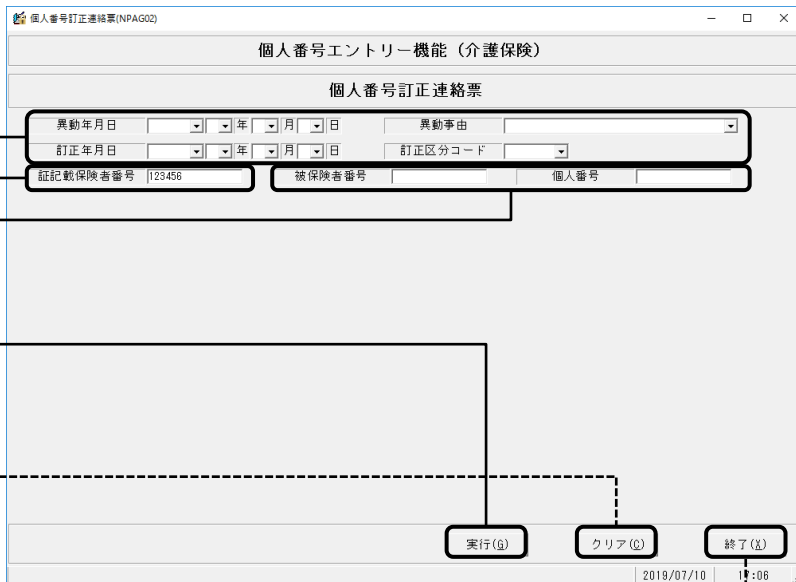 個人番号訂正連絡票(NPAG02)
個人番号エントリー機能（介護保険）
個人番号訂正連絡票
異動年月日 年 月 日 異動事由
訂正年月日 年 月 日 訂正区分コード
証記載保険者番号 123456 被保険者番号 個人番号
実行(G) クリア(C) 終了(X)
2019/07/10